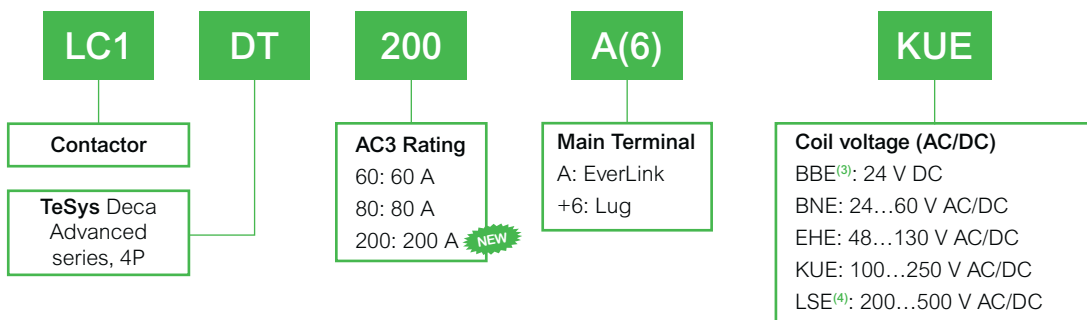 LC1
DT
200
A(6)
KUE
Contactor
TeSys Deca
Advanced
series, 4P
AC3 Rating
60: 60 A
80: 80 A
200: 200 A NEW
Main Terminal
A: EverLink
+6: Lug
Coil voltage (AC/DC)
BBE(3): 24 V DC
BNE: 24...60 V AC/DC
EHE: 48...130 V AC/DC
KUE: 100...250 V AC/DC
LSE(4): 200...500 V AC/DC